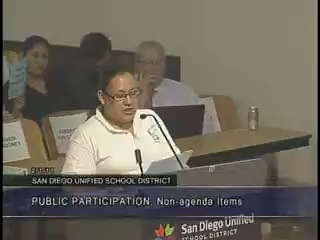 SAN DIEGO UNIFIED SCHOOL DISTRICT
PUBLIC PARTICIPATION, Non-agenda Items
San Diego Unified
SCHOOL DISTRICT